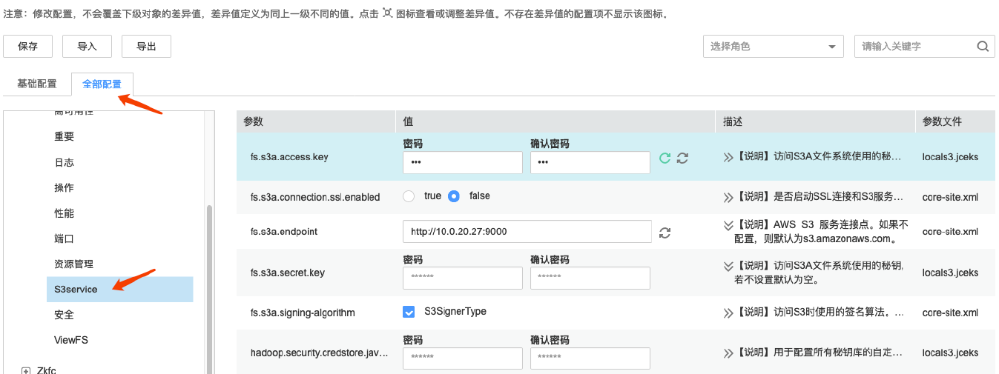 注意：修改配置，不会覆盖下级对象的差异值，差异值定义为同上一级不同的值。点击 图标查看或调整差异值。不存在差异值的配置项不显示该图标。
保存 导入 导出 选择角色 请输入关键字
基础配置 全部配置
高可用性
重要
日志
操作
性能
端口
资源管理
S3service
安全
ViewFS
Zkfc
参数 值 描述 参数文件
密码 确认密码
fs.s3a.access.key ••• ••• 【说明】访问S3A文件系统使用的秘... locals3.jceks
fs.s3a.connection.ssl.enabled true false 【说明】是否启动SSL连接和S3服务... core-site.xml
fs.s3a.endpoint http://10.0.20.27:9000 【说明】AWS S3 服务连接点。如果不
配置，则默认为s3.amazonaws.com。 core-site.xml
密码 确认密码
fs.s3a.secret.key ****** ****** 【说明】访问S3A文件系统使用的秘钥,
若不设置默认为空。 locals3.jceks
fs.s3a.signing-algorithm S3SignerType 【说明】访问S3时使用的签名算法。... core-site.xml
密码 确认密码
hadoop.security.credstore.jav... ****** ****** 【说明】用于配置所有秘钥库的自定... locals3.jceks